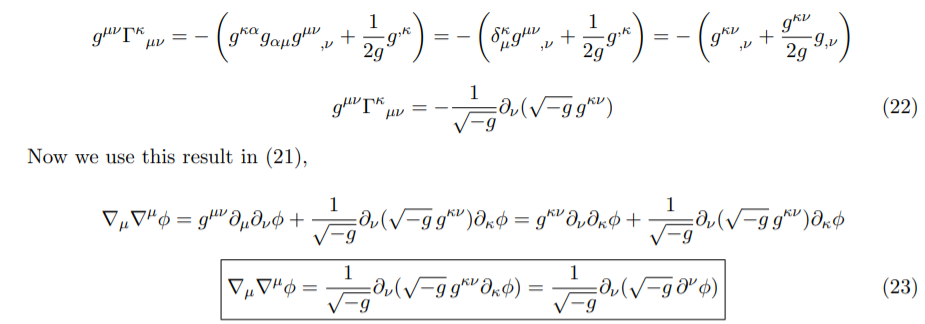 $g^{\mu\nu}\Gamma^{\kappa}{}_{\mu\nu} = -\left(g^{\kappa\alpha}g_{\alpha\mu}g^{\mu\nu}{}_{,\nu} + \frac{1}{2g}g^{,\kappa}\right) = -\left(\delta^{\kappa}_{\mu}g^{\mu\nu}{}_{,\nu} + \frac{1}{2g}g^{,\kappa}\right) = -\left(g^{\kappa\nu}{}_{,\nu} + \frac{g^{\kappa\nu}}{2g}g_{,\nu}\right)$
$g^{\mu\nu}\Gamma^{\kappa}{}_{\mu\nu} = -\frac{1}{\sqrt{-g}}\partial_{\nu}(\sqrt{-g}\,g^{\kappa\nu})$ (22)
Now we use this result in (21),
$\nabla_{\mu}\nabla^{\mu}\phi = g^{\mu\nu}\partial_{\mu}\partial_{\nu}\phi + \frac{1}{\sqrt{-g}}\partial_{\nu}(\sqrt{-g}\,g^{\kappa\nu})\partial_{\kappa}\phi = g^{\kappa\nu}\partial_{\nu}\partial_{\kappa}\phi + \frac{1}{\sqrt{-g}}\partial_{\nu}(\sqrt{-g}\,g^{\kappa\nu})\partial_{\kappa}\phi$
$\nabla_{\mu}\nabla^{\mu}\phi = \frac{1}{\sqrt{-g}}\partial_{\nu}(\sqrt{-g}\,g^{\kappa\nu}\partial_{\kappa}\phi) = \frac{1}{\sqrt{-g}}\partial_{\nu}(\sqrt{-g}\,\partial^{\nu}\phi)$ (23)